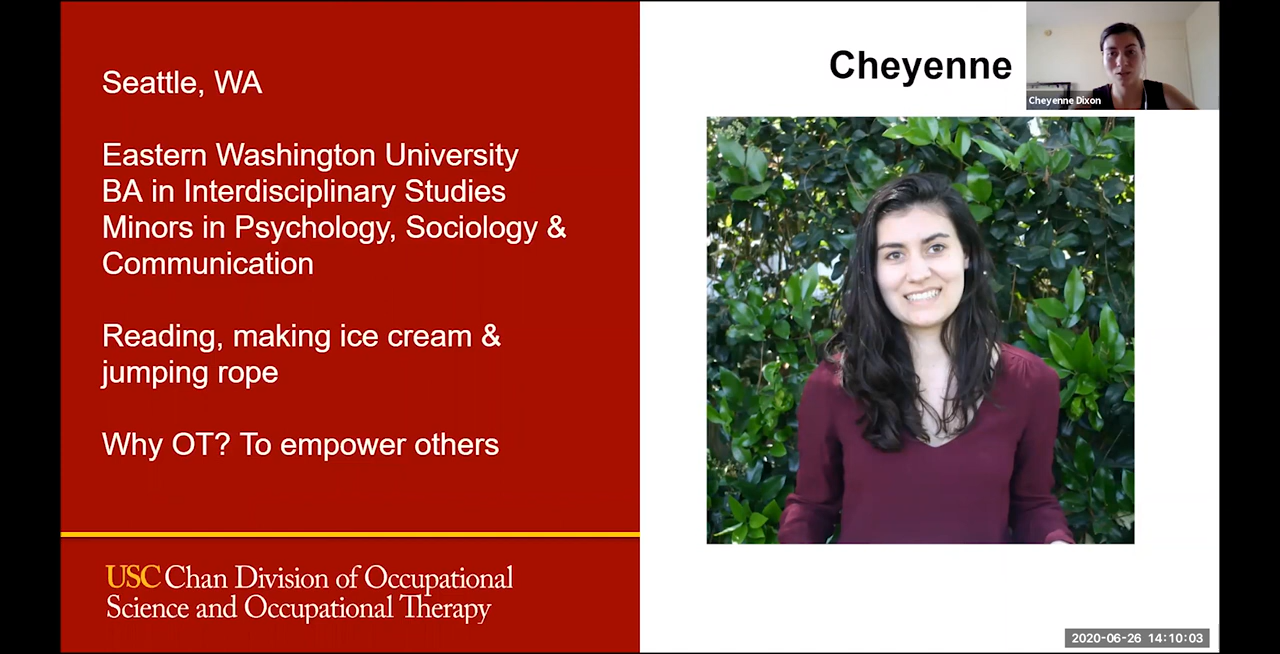 Seattle, WA
Eastern Washington University
BA in Interdisciplinary Studies
Minors in Psychology, Sociology &
Communication
Reading, making ice cream &
jumping rope
Why OT? To empower others
USC Chan Division of Occupational
Science and Occupational Therapy
Cheyenne
Cheyenne Dixon
2020-06-26 14:10:03